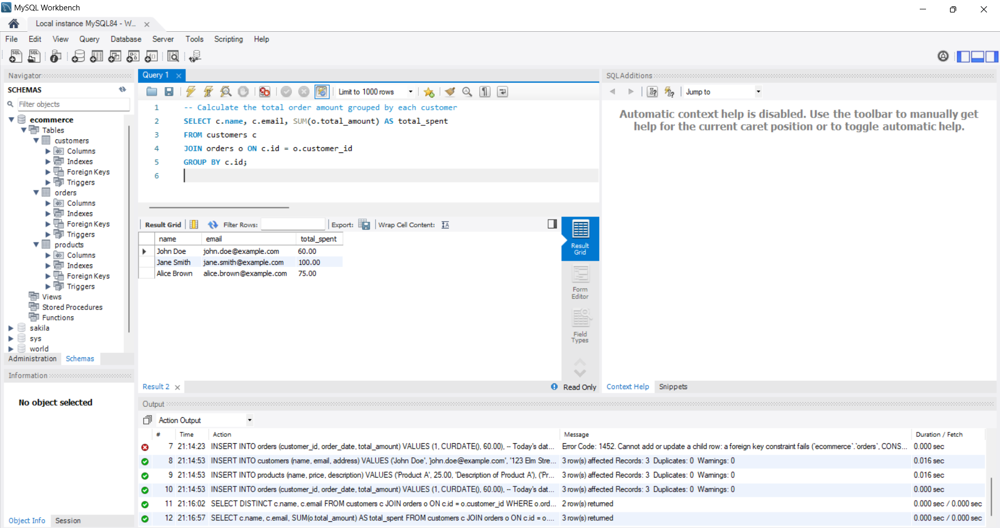 MySQL Workbench
Local instance MySQL84 - W...
File Edit View Query Database Server Tools Scripting Help
Navigator
SCHEMAS
Filter objects
ecommerce
Tables
customers
Columns
Indexes
Foreign Keys
Triggers
orders
Columns
Indexes
Foreign Keys
Triggers
products
Columns
Indexes
Foreign Keys
Triggers
Views
Stored Procedures
Functions
sakila
sys
world
Administration Schemas
Information
No object selected
Object Info Session
Query 1
Limit to 1000 rows
1 -- Calculate the total order amount grouped by each customer
2 SELECT c.name, c.email, SUM(o.total_amount) AS total_spent
3 FROM customers c
4 JOIN orders o ON c.id = o.customer_id
5 GROUP BY c.id;
6
Result Grid Filter Rows: Export: Wrap Cell Content:
name email total_spent
John Doe john.doe@example.com 60.00
Jane Smith jane.smith@example.com 100.00
Alice Brown alice.brown@example.com 75.00
Result
Grid
Form
Editor
Field
Types
Result 2
Read Only
SQLAdditions
Jump to
Automatic context help is disabled. Use the toolbar to manually get
help for the current caret position or to toggle automatic help.
Context Help Snippets
Output
Action Output
# Time Action Message Duration / Fetch
7 21:14:23 INSERT INTO orders (customer_id, order_date, total_amount) VALUES (1, CURDATE(), 60.00), -- Today's dat... Error Code: 1452. Cannot add or update a child row: a foreign key constraint fails (`ecommerce`.`orders`, CONS... 0.000 sec
8 21:14:53 INSERT INTO customers (name, email, address) VALUES ('John Doe', 'john.doe@example.com', '123 Elm Stre... 3 row(s) affected Records: 3 Duplicates: 0 Warnings: 0 0.016 sec
9 21:14:53 INSERT INTO products (name, price, description) VALUES ('Product A', 25.00, 'Description of Product A'), ('Pr... 3 row(s) affected Records: 3 Duplicates: 0 Warnings: 0 0.016 sec
10 21:14:53 INSERT INTO orders (customer_id, order_date, total_amount) VALUES (1, CURDATE(), 60.00), -- Today's dat... 3 row(s) affected Records: 3 Duplicates: 0 Warnings: 0 0.000 sec
11 21:16:02 SELECT DISTINCT c.name, c.email FROM customers c JOIN orders o ON c.id = o.customer_id WHERE o.ord... 2 row(s) returned 0.000 sec / 0.000 sec
12 21:16:57 SELECT c.name, c.email, SUM(o.total_amount) AS total_spent FROM customers c JOIN orders o ON c.id = o.... 3 row(s) returned 0.000 sec / 0.000 sec